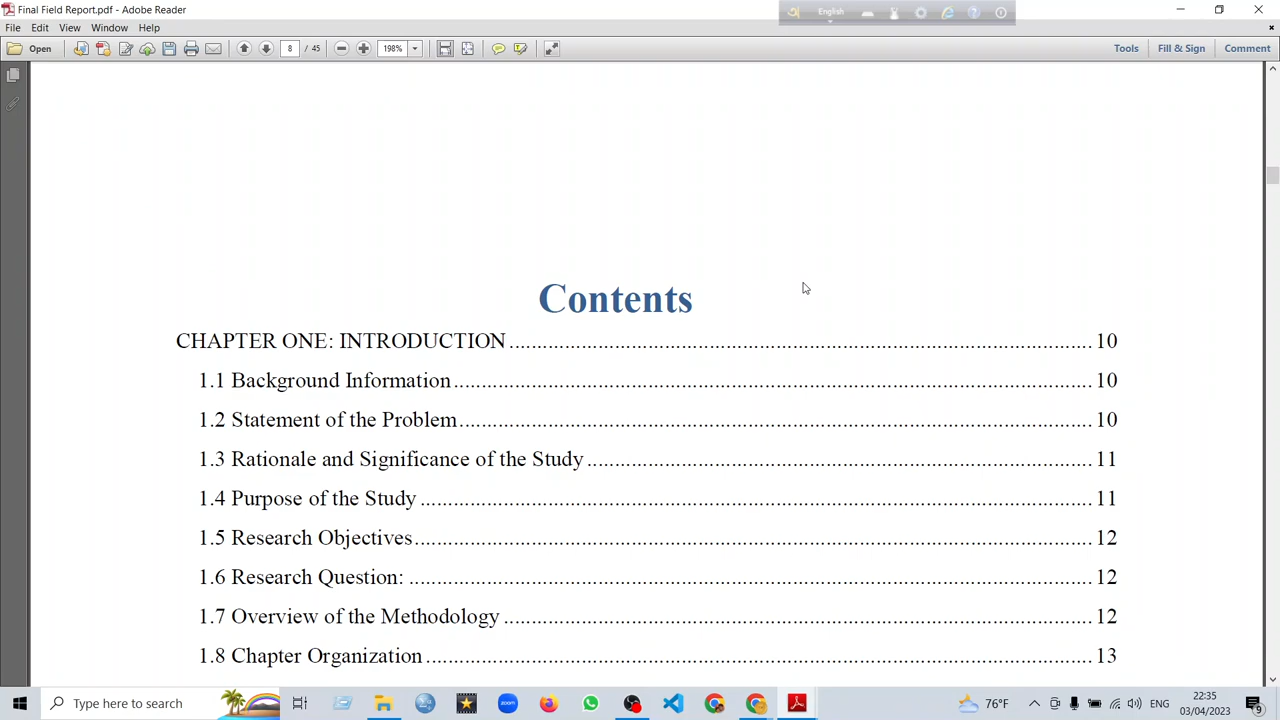 Final Field Report.pdf - Adobe Reader
English
File Edit View Window Help
Open 8 / 45 198% Tools Fill & Sign Comment
Contents
CHAPTER ONE: INTRODUCTION 10
1.1 Background Information 10
1.2 Statement of the Problem 10
1.3 Rationale and Significance of the Study 11
1.4 Purpose of the Study 11
1.5 Research Objectives 12
1.6 Research Question: 12
1.7 Overview of the Methodology 12
1.8 Chapter Organization 13
Type here to search zoom 76°F ENG 22:35
03/04/2023 9